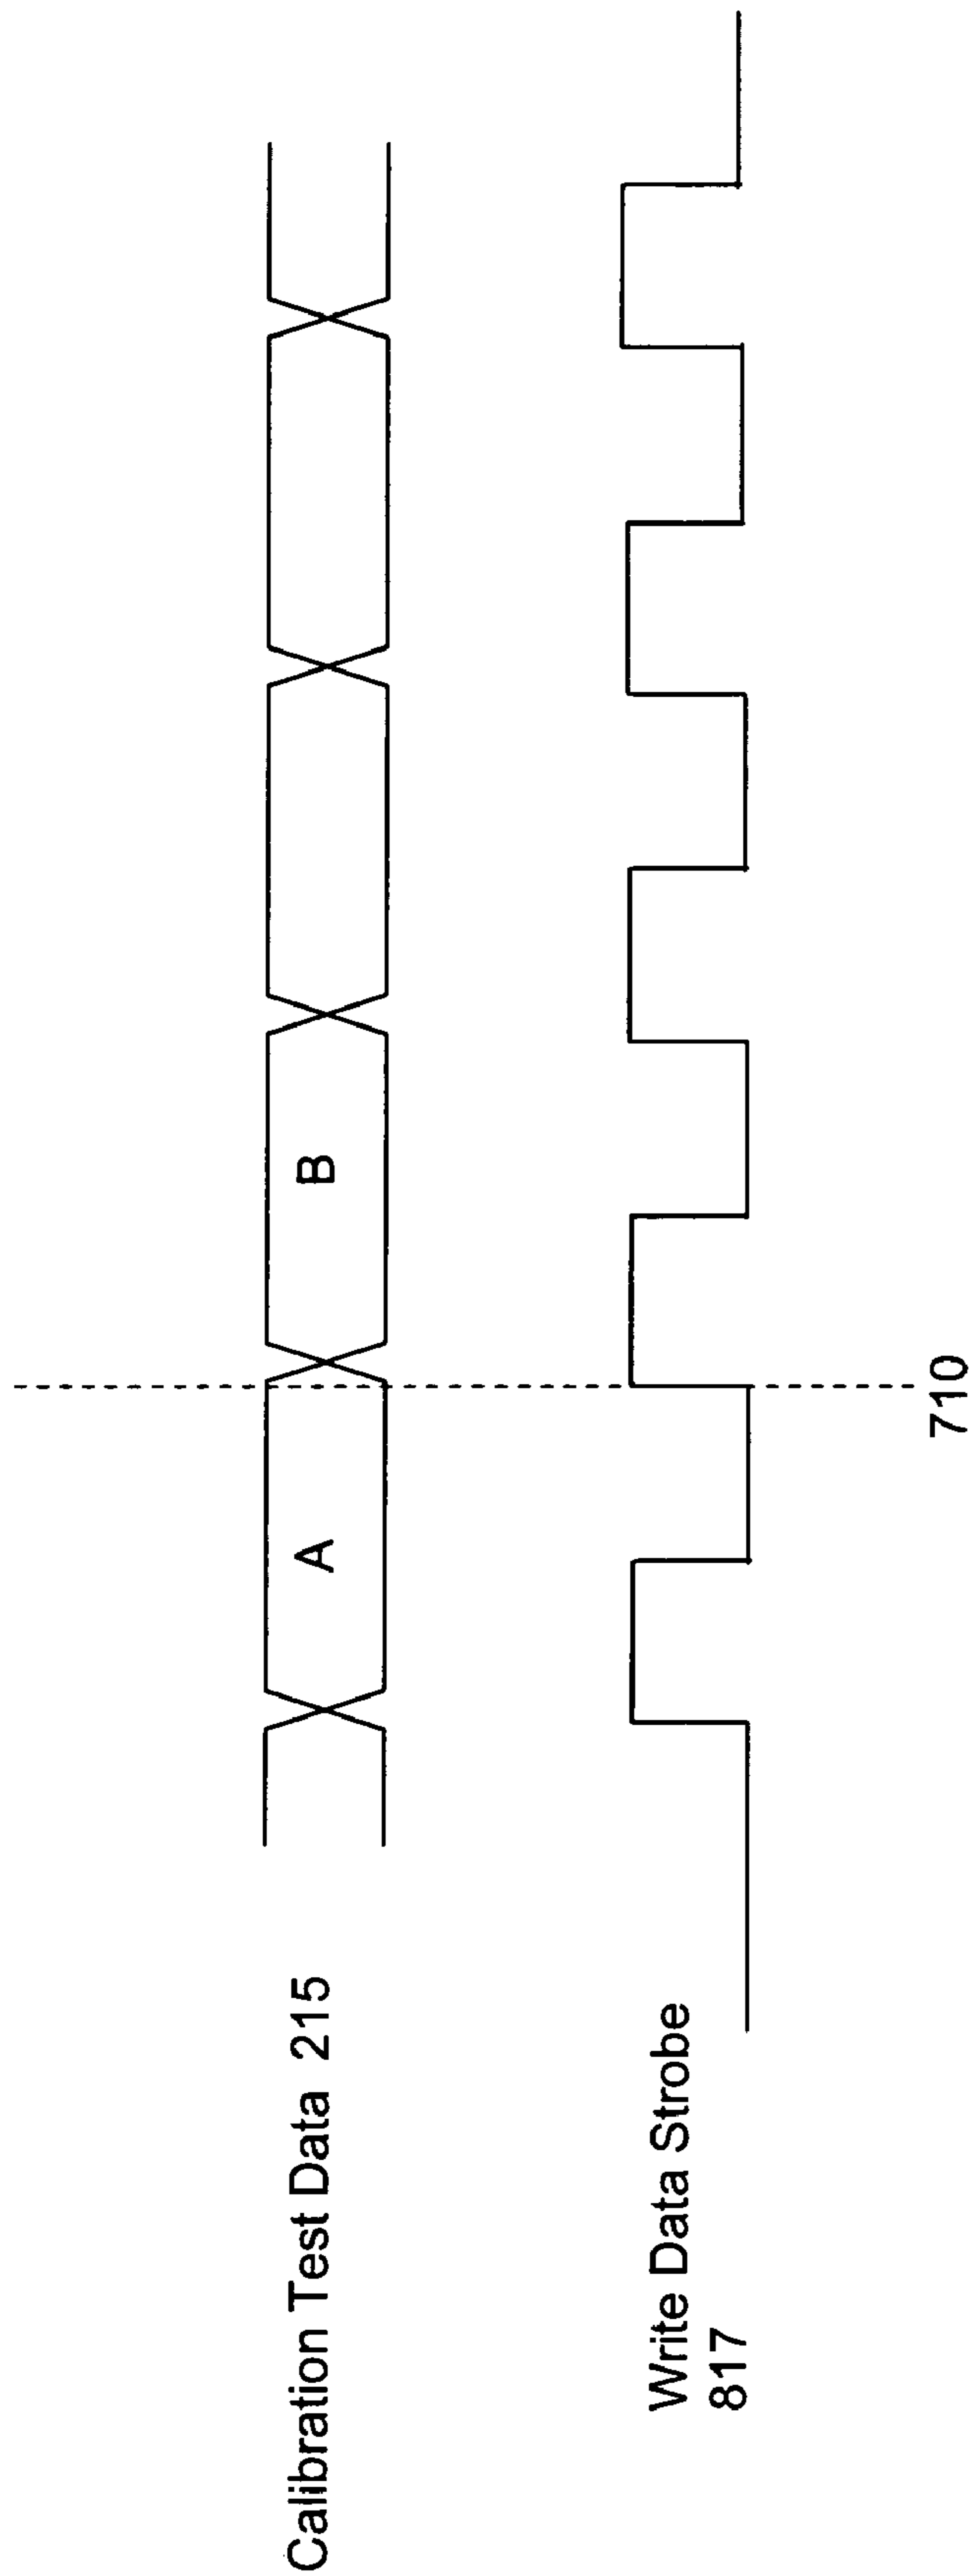 Calibration Test Data 215
A
B
Write Data Strobe
817
710